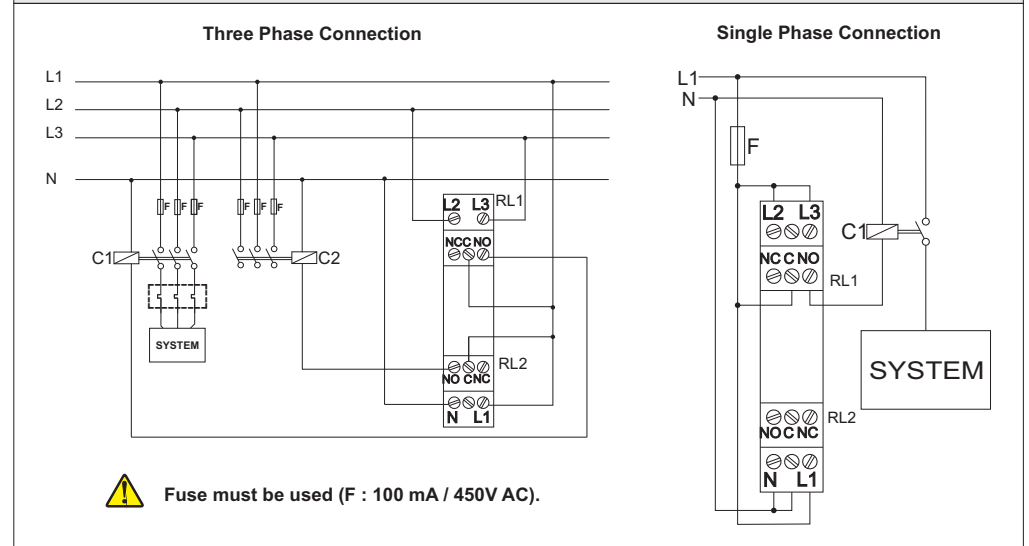 Three Phase Connection
L1
L2
L3
N
F F F F F F
C1
C2
SYSTEM
L2 L3 RL1
NCC NO
RL2
NO CNC
N L1
Fuse must be used (F : 100 mA / 450V AC).
Single Phase Connection
L1
N
F
L2 L3
C1
NC C NO
RL1
SYSTEM
RL2
NO C NC
N L1